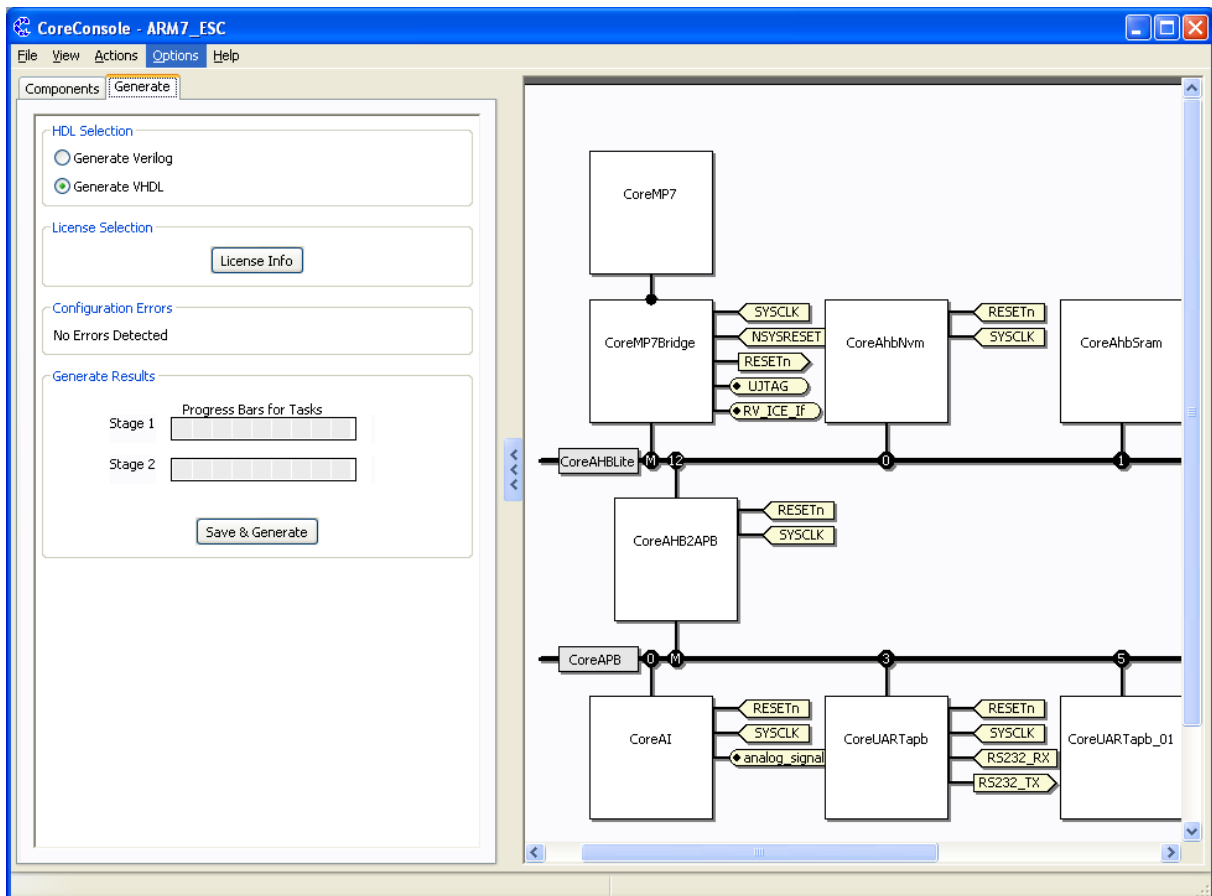 CoreConsole - ARM7_ESC
File View Actions Options Help
Components Generate
HDL Selection
Generate Verilog
Generate VHDL
License Selection
License Info
Configuration Errors
No Errors Detected
Generate Results
Progress Bars for Tasks
Stage 1
Stage 2
Save & Generate
CoreMP7
CoreMP7Bridge
SYSCLK
NSYSRESET
RESETn
UJTAG
RV_ICE_If
CoreAhbNvm
RESETn
SYSCLK
CoreAhbSram
CoreAHBLite M 12 0 1
CoreAHB2APB
RESETn
SYSCLK
CoreAPB 0 M 3 5
CoreAI
RESETn
SYSCLK
analog_signal
CoreUARTapb
RESETn
SYSCLK
RS232_RX
RS232_TX
CoreUARTapb_01